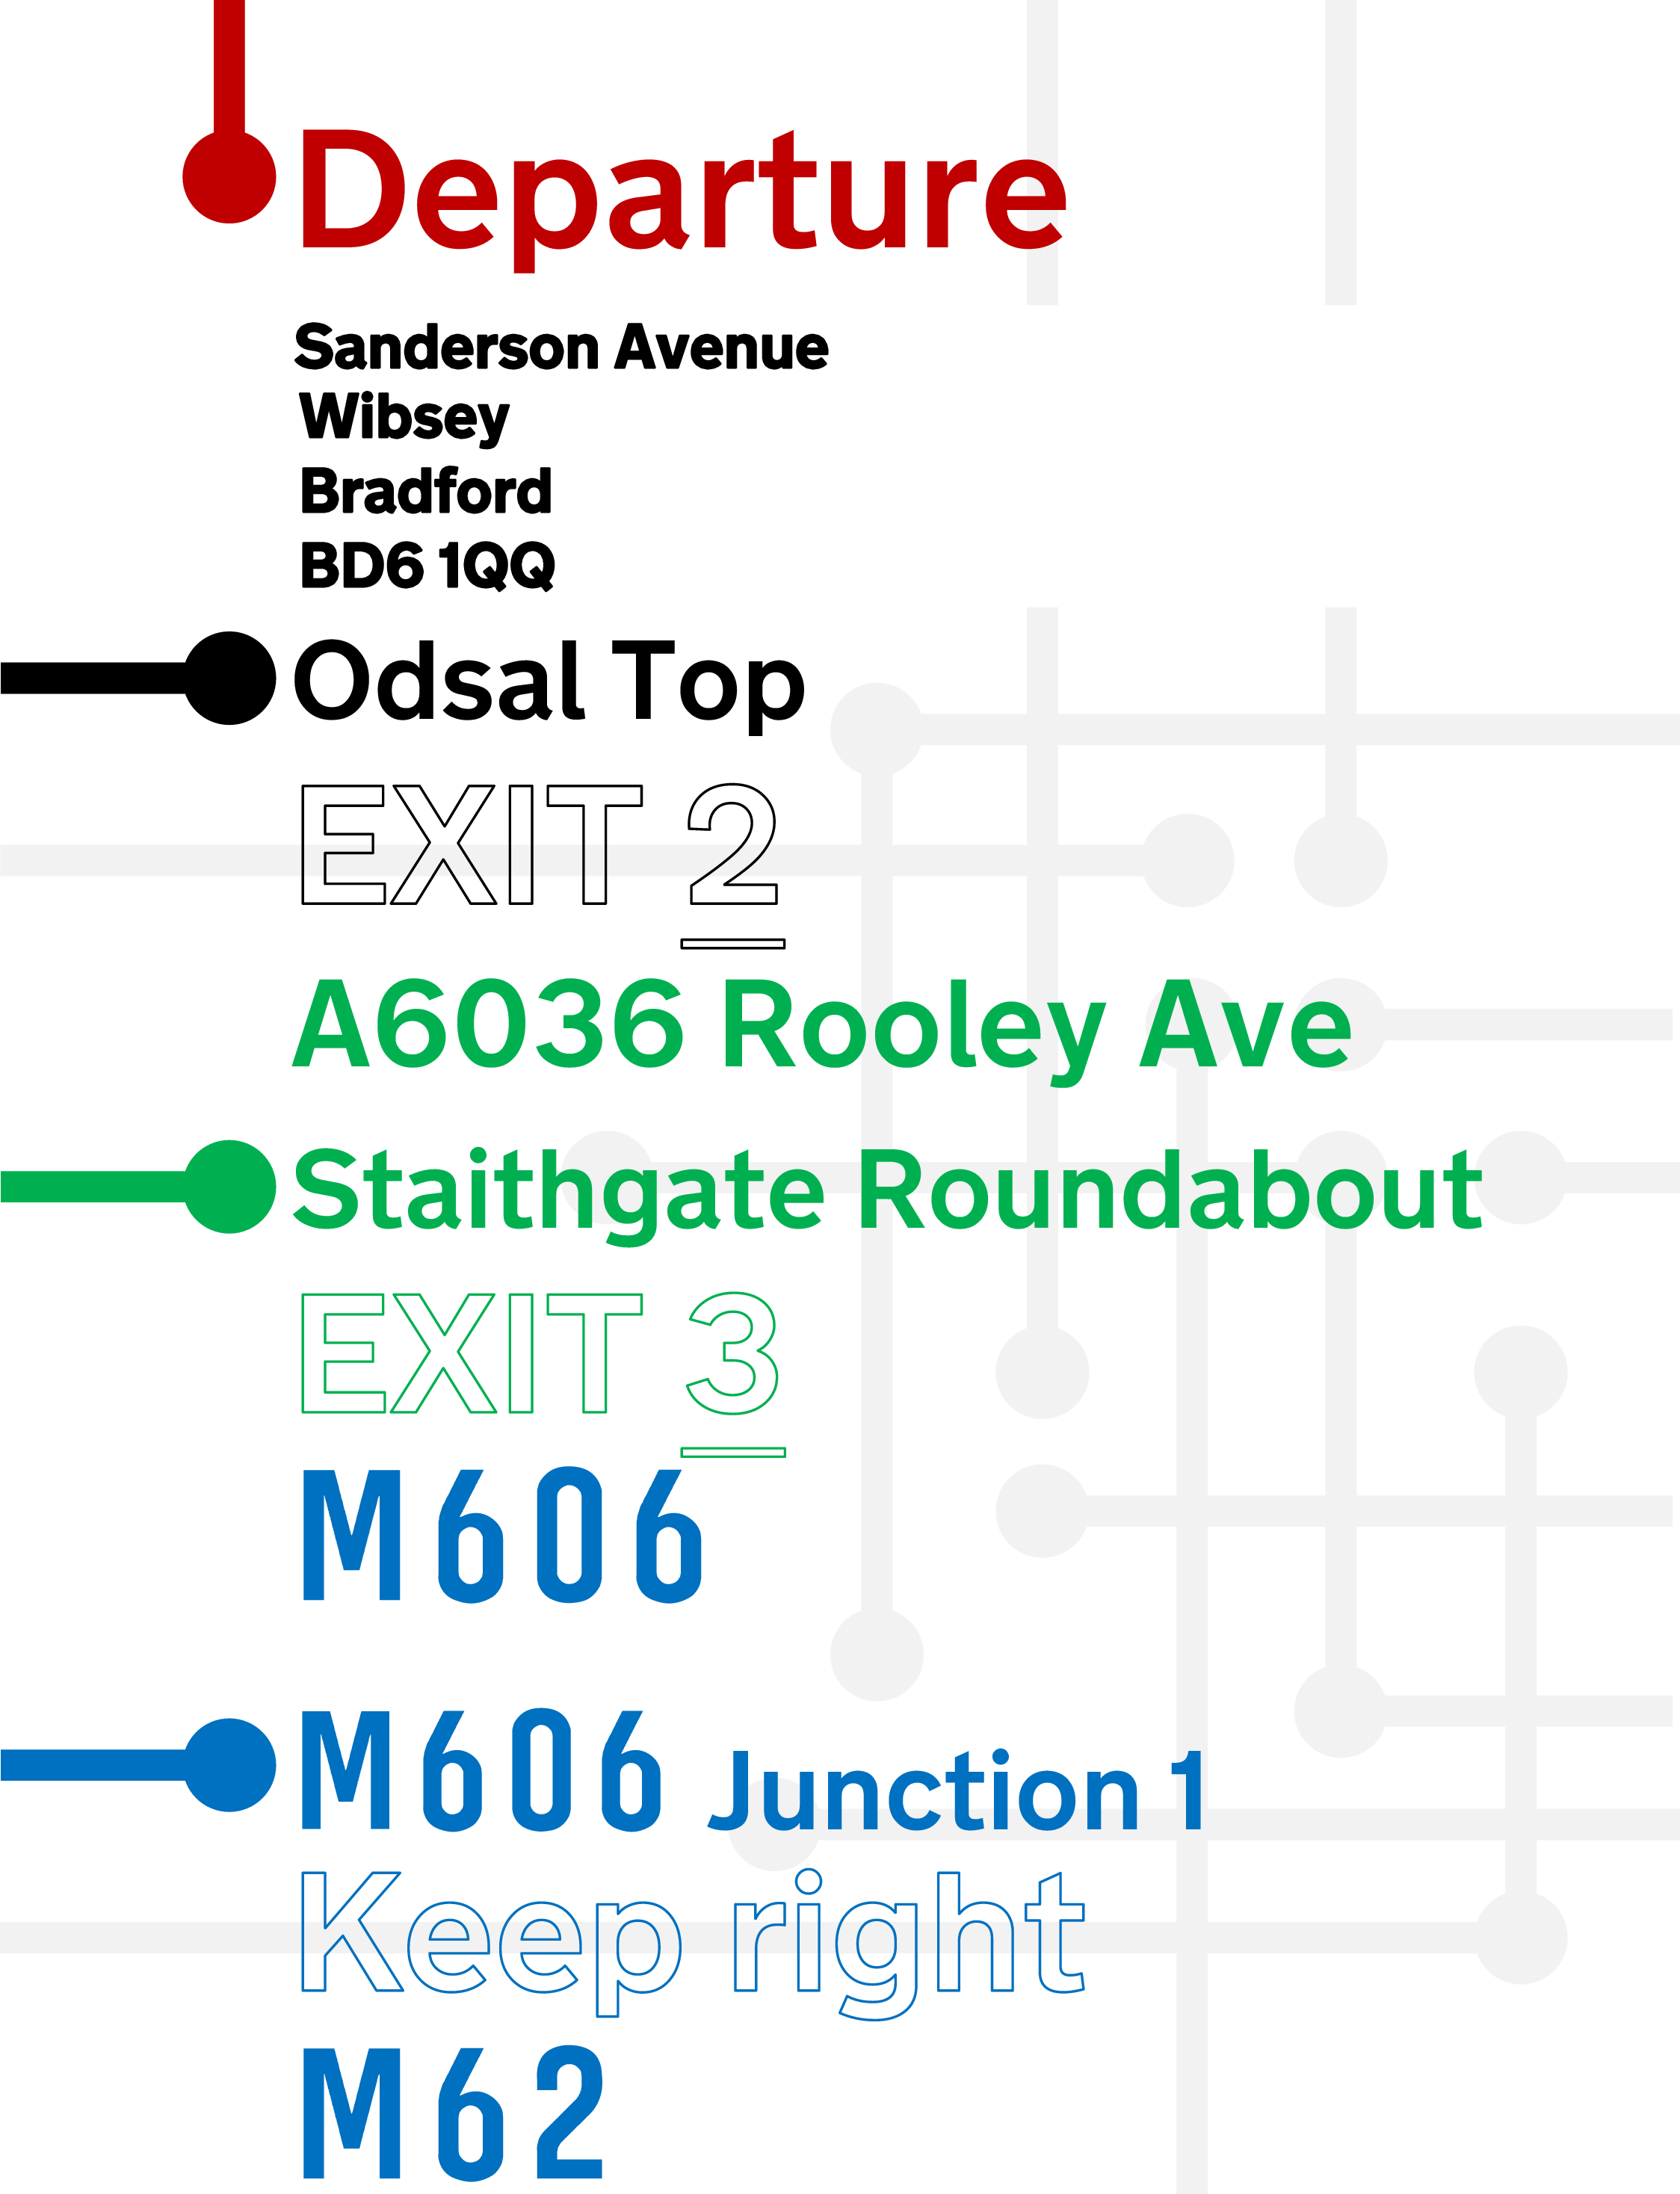 Departure
Sanderson Avenue
Wibsey
Bradford
BD6 1QQ
Odsal Top
EXIT 2
A6036 Rooley Ave
Staithgate Roundabout
EXIT 3
M606
M606 Junction 1
Keep right
M62